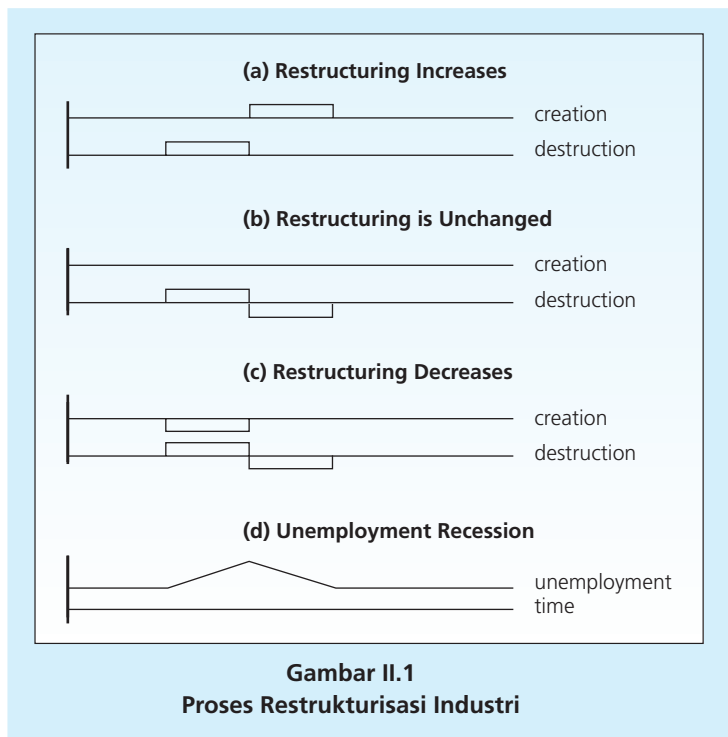 (a) Restructuring Increases
creation
destruction
(b) Restructuring is Unchanged
creation
destruction
(c) Restructuring Decreases
creation
destruction
(d) Unemployment Recession
unemployment
time
Gambar II.1
Proses Restrukturisasi Industri